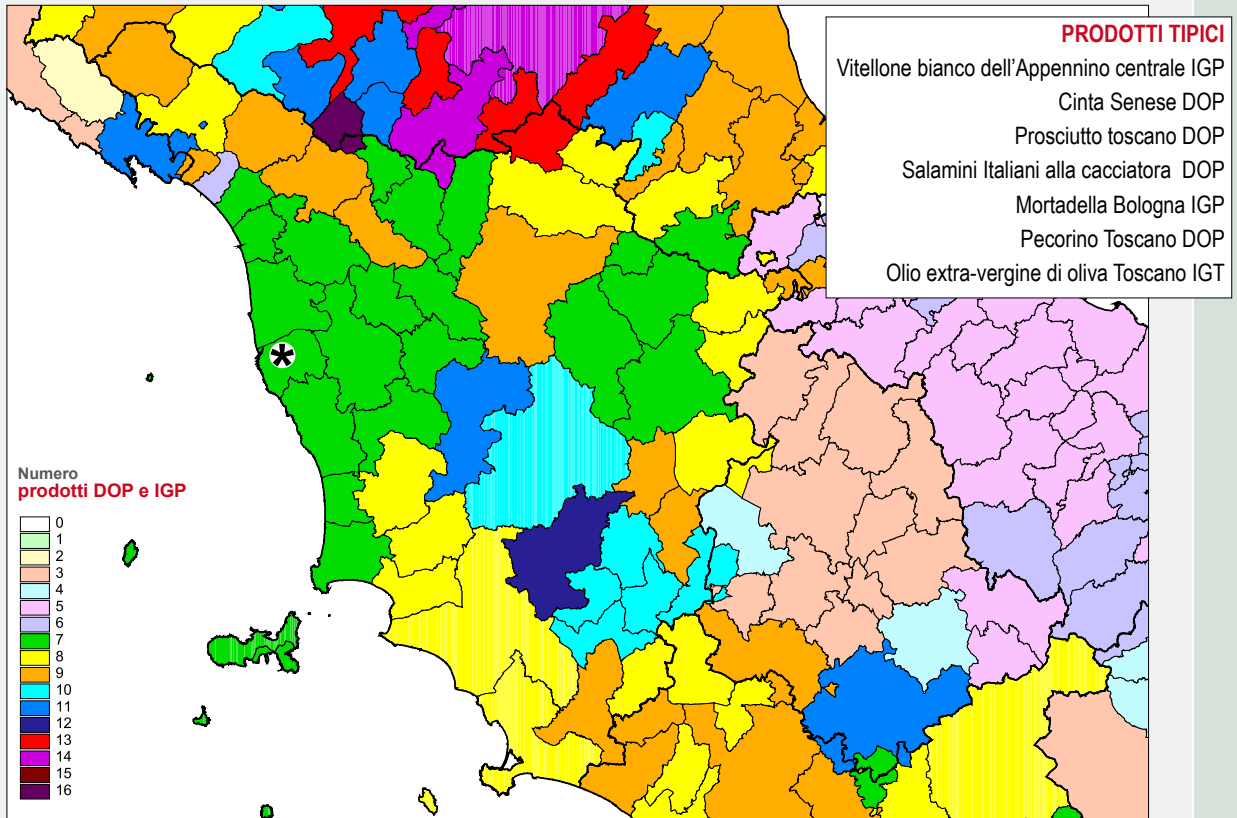 PRODOTTI TIPICI
Vitellone bianco dell'Appennino centrale IGP
Cinta Senese DOP
Prosciutto toscano DOP
Salamini Italiani alla cacciatora DOP
Mortadella Bologna IGP
Pecorino Toscano DOP
Olio extra-vergine di oliva Toscano IGT
*
Numero
prodotti DOP e IGP
0
1
2
3
4
5
6
7
8
9
10
11
12
13
14
15
16